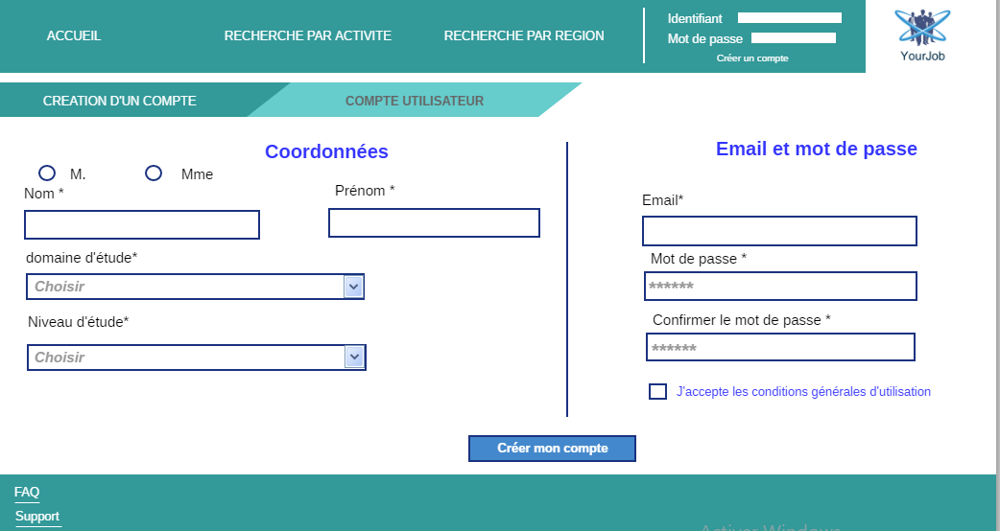 ACCUEIL
RECHERCHE PAR ACTIVITE
RECHERCHE PAR REGION
Identifiant
Mot de passe
Créer un compte
YourJob
CREATION D'UN COMPTE
COMPTE UTILISATEUR
Coordonnées
M.
Mme
Nom *
Prénom *
domaine d'étude*
Choisir
Niveau d'étude*
Choisir
Email et mot de passe
Email*
Mot de passe *
******
Confirmer le mot de passe *
******
J'accepte les conditions générales d'utilisation
Créer mon compte
FAQ
Support
Activer Windows